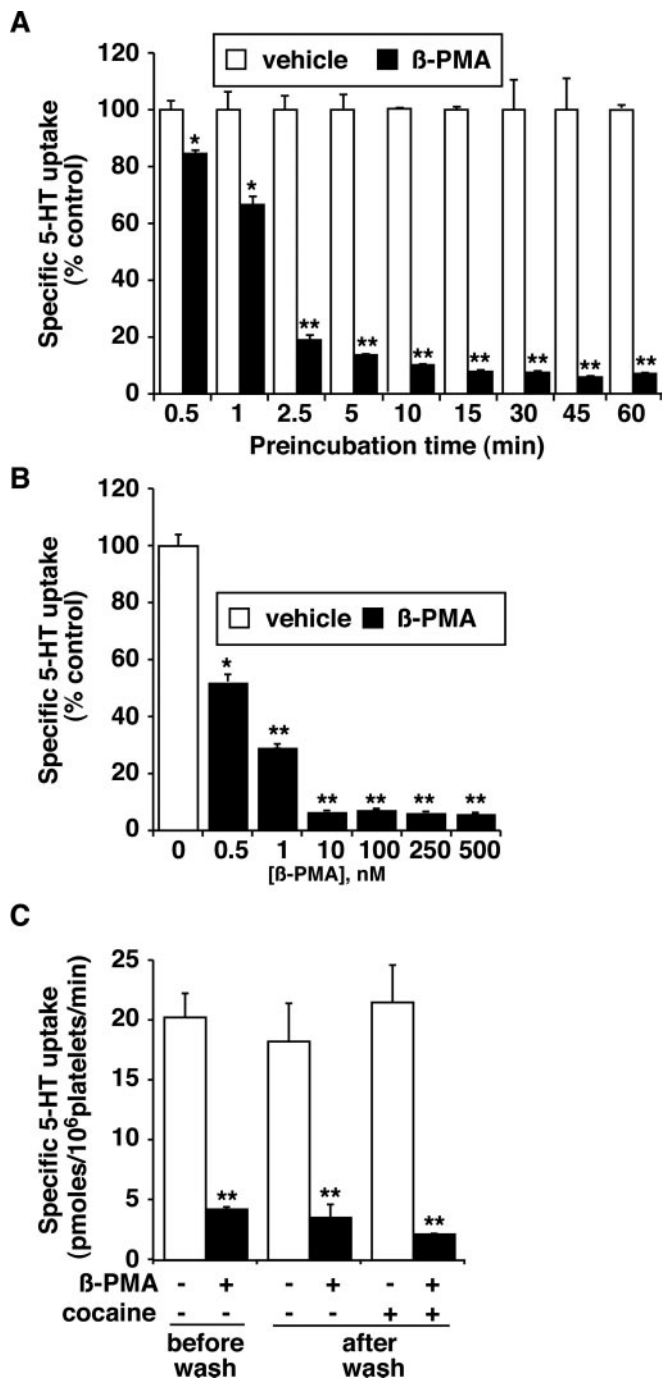 A
vehicle ß-PMA
Specific 5-HT uptake
(% control)
120
100
80
60
40
20
0
* * ** ** ** ** ** ** **
0.5 1 2.5 5 10 15 30 45 60
Preincubation time (min)
B
Specific 5-HT uptake
(% control)
120
100
80
60
40
20
0
vehicle ß-PMA
* ** ** ** ** **
0 0.5 1 10 100 250 500
[ß-PMA], nM
C
Specific 5-HT uptake
(pmoles/10⁶platelets/min)
25
20
15
10
5
0
** ** **
ß-PMA - + - + - +
cocaine - - - - + +
before wash
after wash